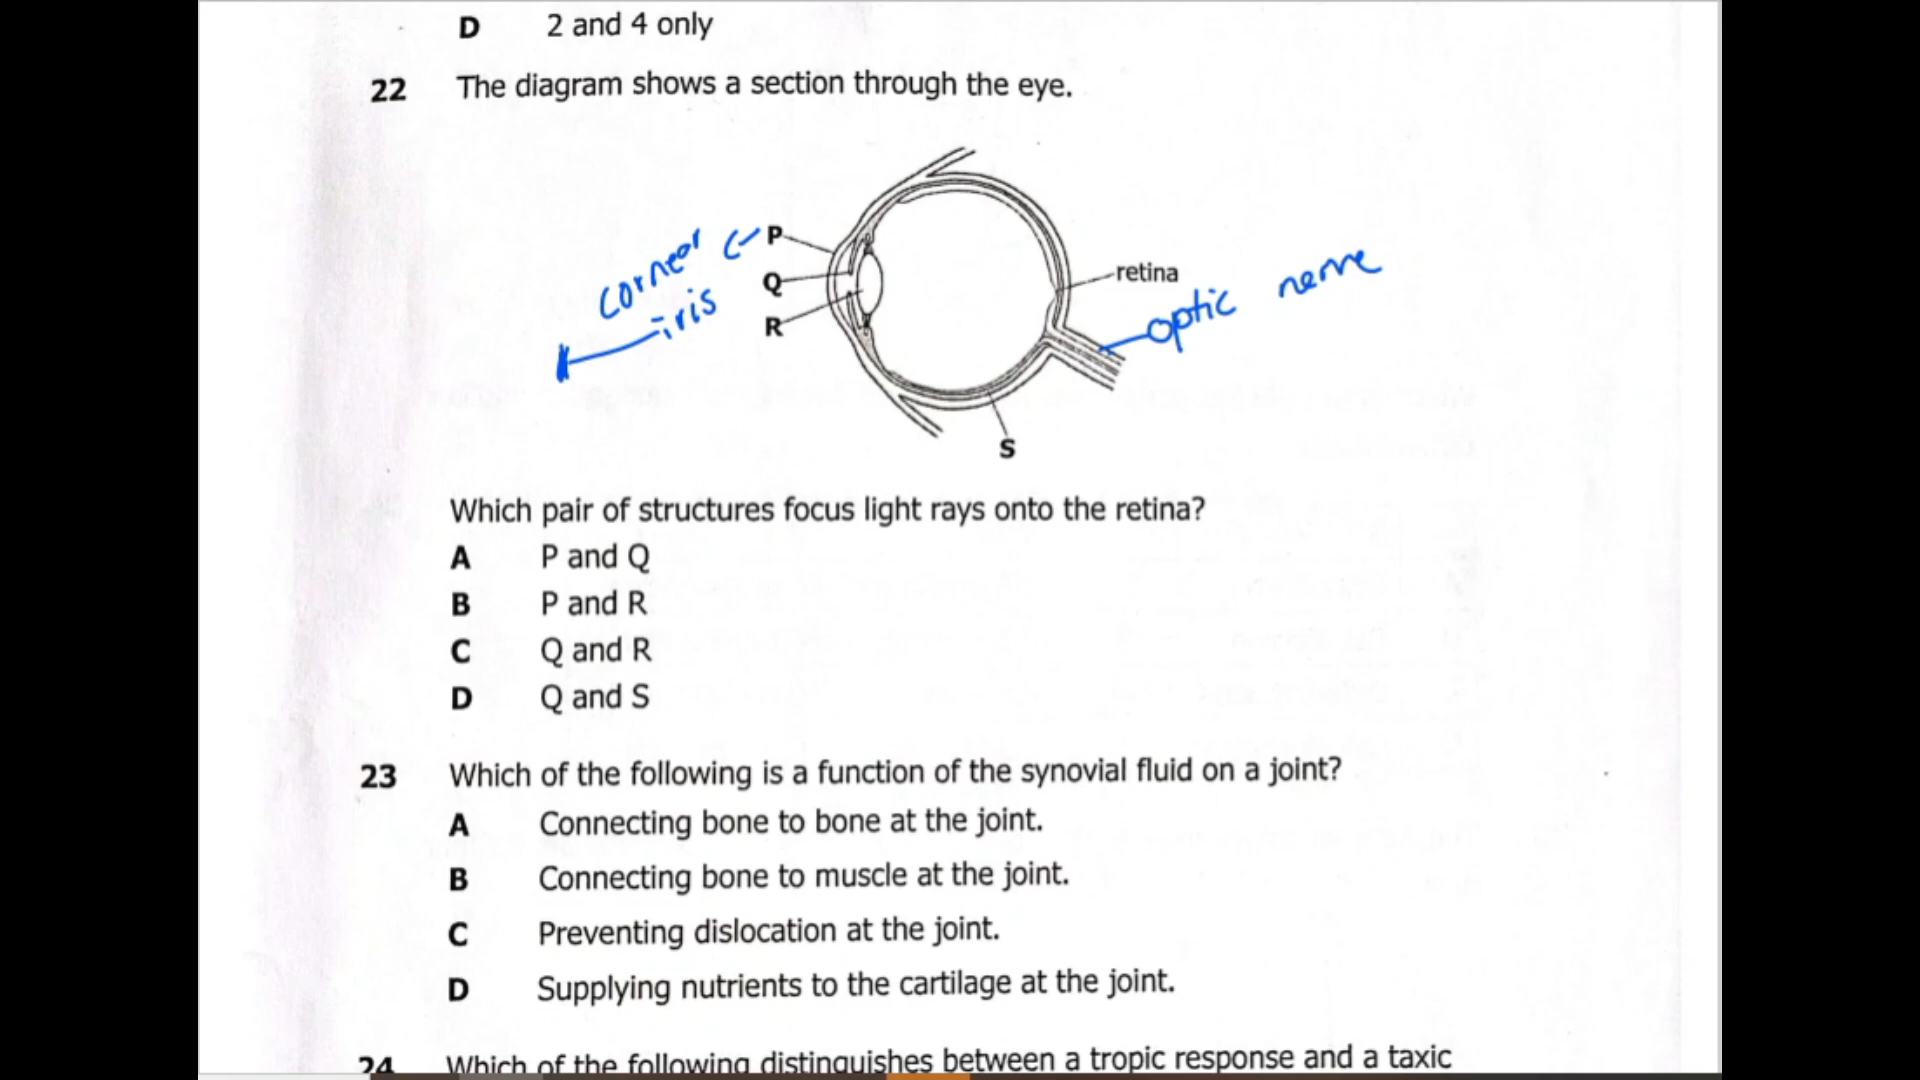 D 2 and 4 only
22 The diagram shows a section through the eye.
P
Q
R
retina
S
cornear
iris
optic nerve
Which pair of structures focus light rays onto the retina?
A P and Q
B P and R
C Q and R
D Q and S
23 Which of the following is a function of the synovial fluid on a joint?
A Connecting bone to bone at the joint.
B Connecting bone to muscle at the joint.
C Preventing dislocation at the joint.
D Supplying nutrients to the cartilage at the joint.
24 Which of the following distinguishes between a tropic response and a taxic